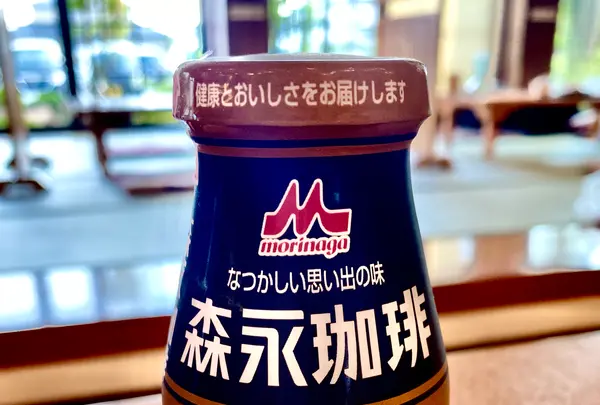 健康とおいしさをお届けします
morinaga
なつかしい思い出の味
森永珈琲